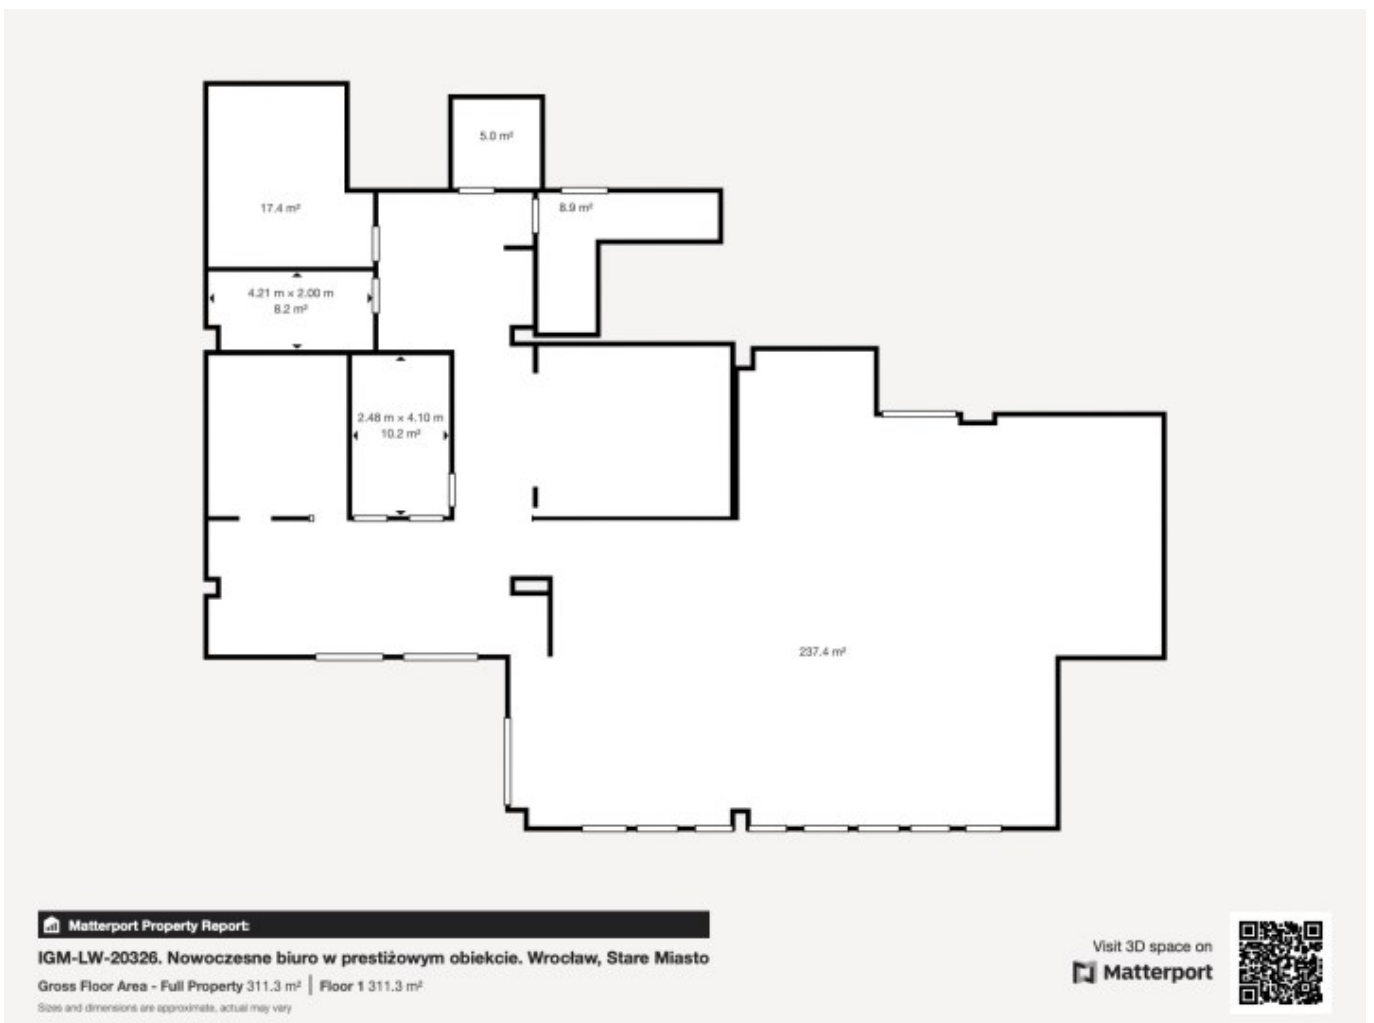 5.0 m²
17.4 m²
8.9 m²
4.21 m × 2.00 m
8.2 m²
2.48 m × 4.10 m
10.2 m²
237.4 m²
Matterport Property Report:
IGM-LW-20326. Nowoczesne biuro w prestiżowym obiekcie. Wrocław, Stare Miasto
Gross Floor Area - Full Property 311.3 m² | Floor 1 311.3 m²
Sizes and dimensions are approximate, actual may vary
Visit 3D space on
Matterport